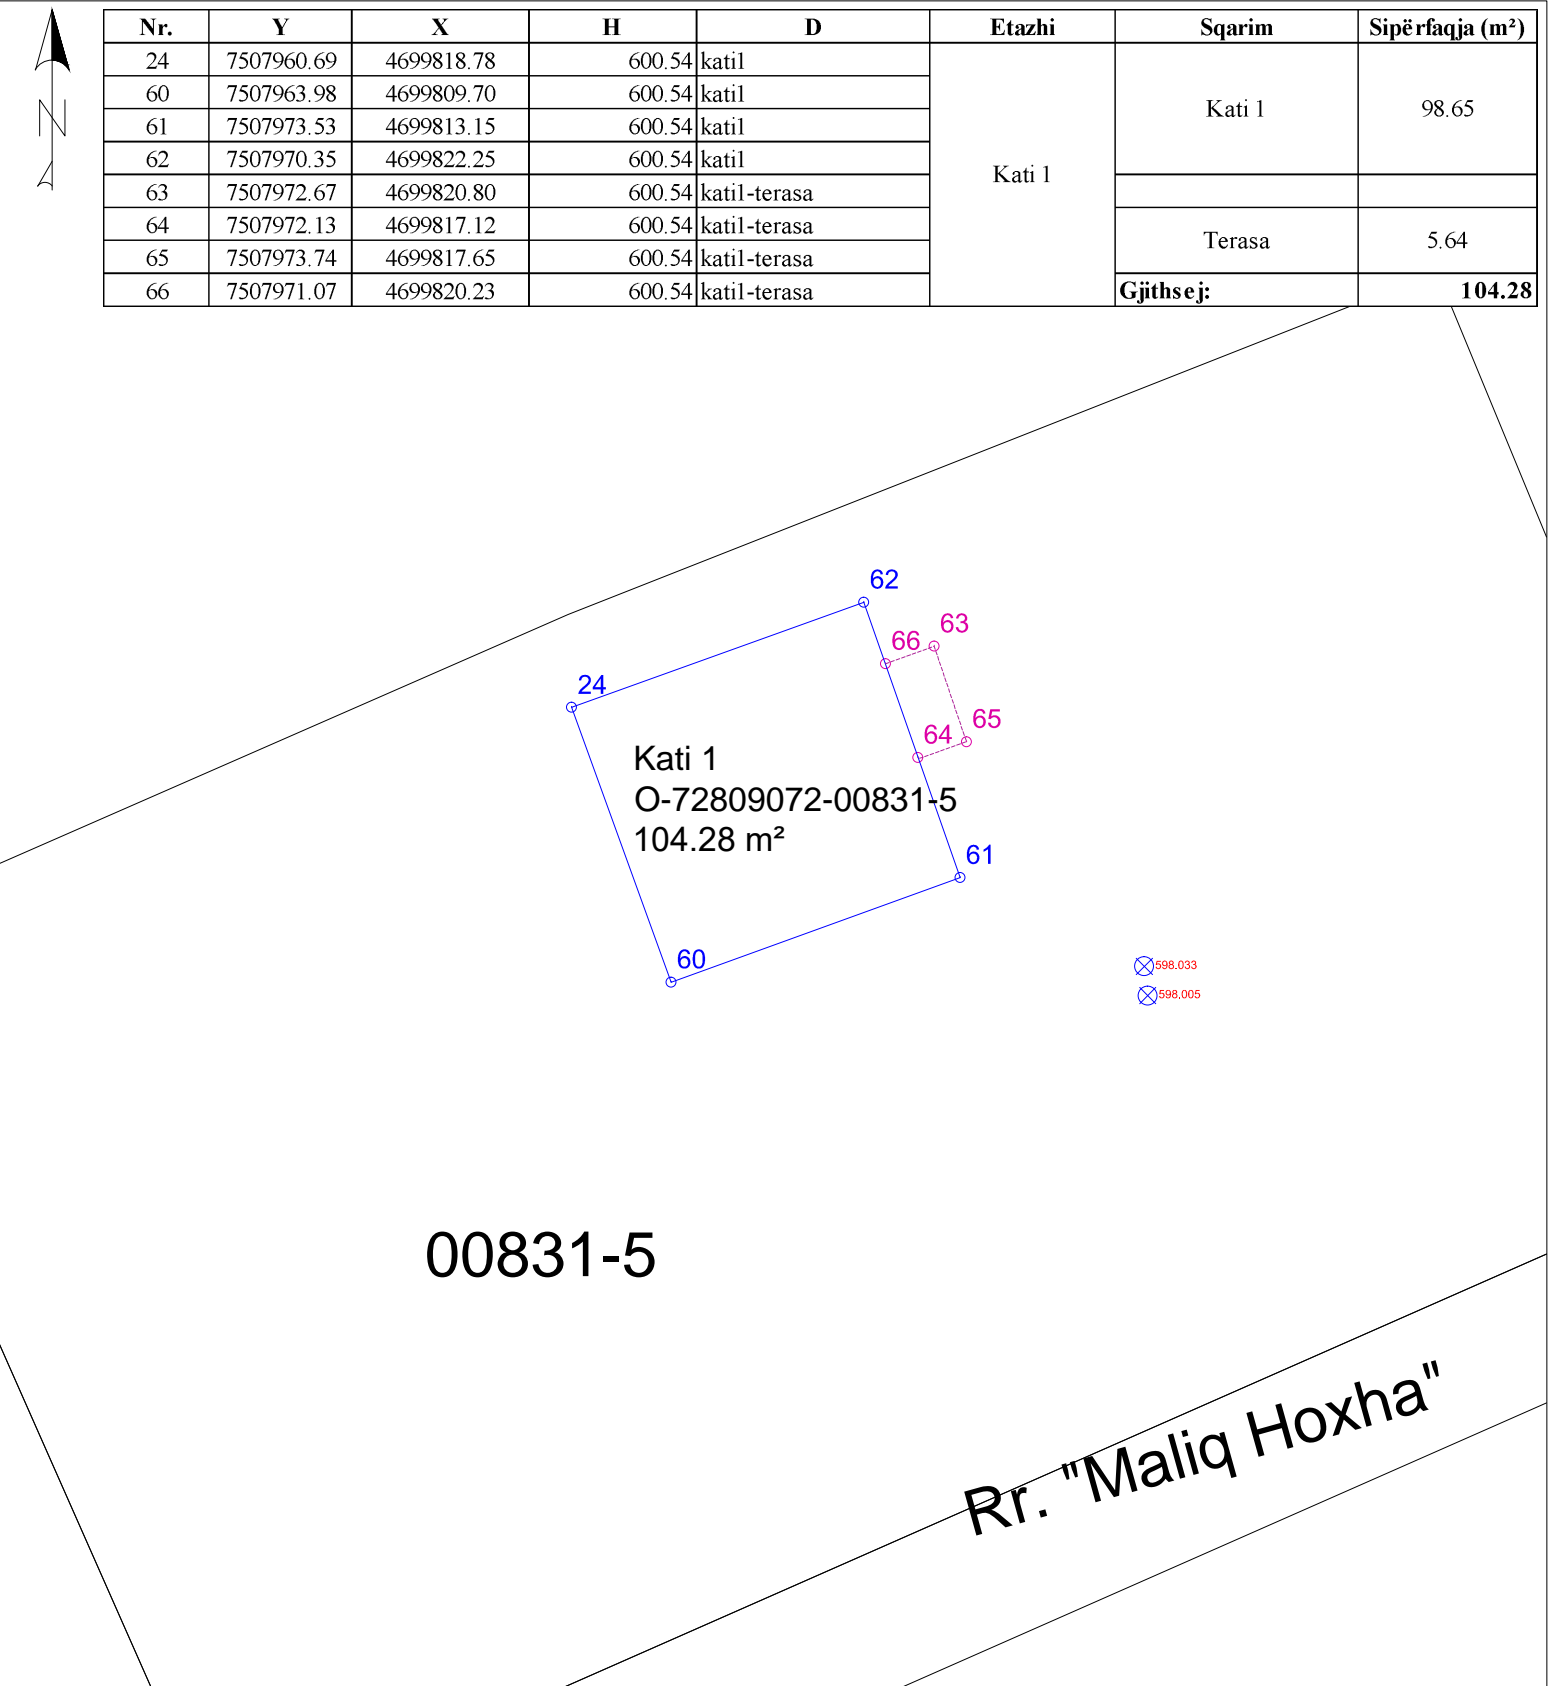 Nr. Y X H D Etazhi Sqarim Sipërfaqja (m²)
24 7507960.69 4699818.78 600.54 kati1 Kati 1 Kati 1 98.65
60 7507963.98 4699809.70 600.54 kati1
61 7507973.53 4699813.15 600.54 kati1
62 7507970.35 4699822.25 600.54 kati1
63 7507972.67 4699820.80 600.54 kati1-terasa
64 7507972.13 4699817.12 600.54 kati1-terasa Terasa 5.64
65 7507973.74 4699817.65 600.54 kati1-terasa
66 7507971.07 4699820.23 600.54 kati1-terasa Gjithsej: 104.28
N
62
63
66
24
65
64
Kati 1
O-72809072-00831-5
104.28 m²
61
60
598.033
598.005
00831-5
Rr. "Maliq Hoxha"